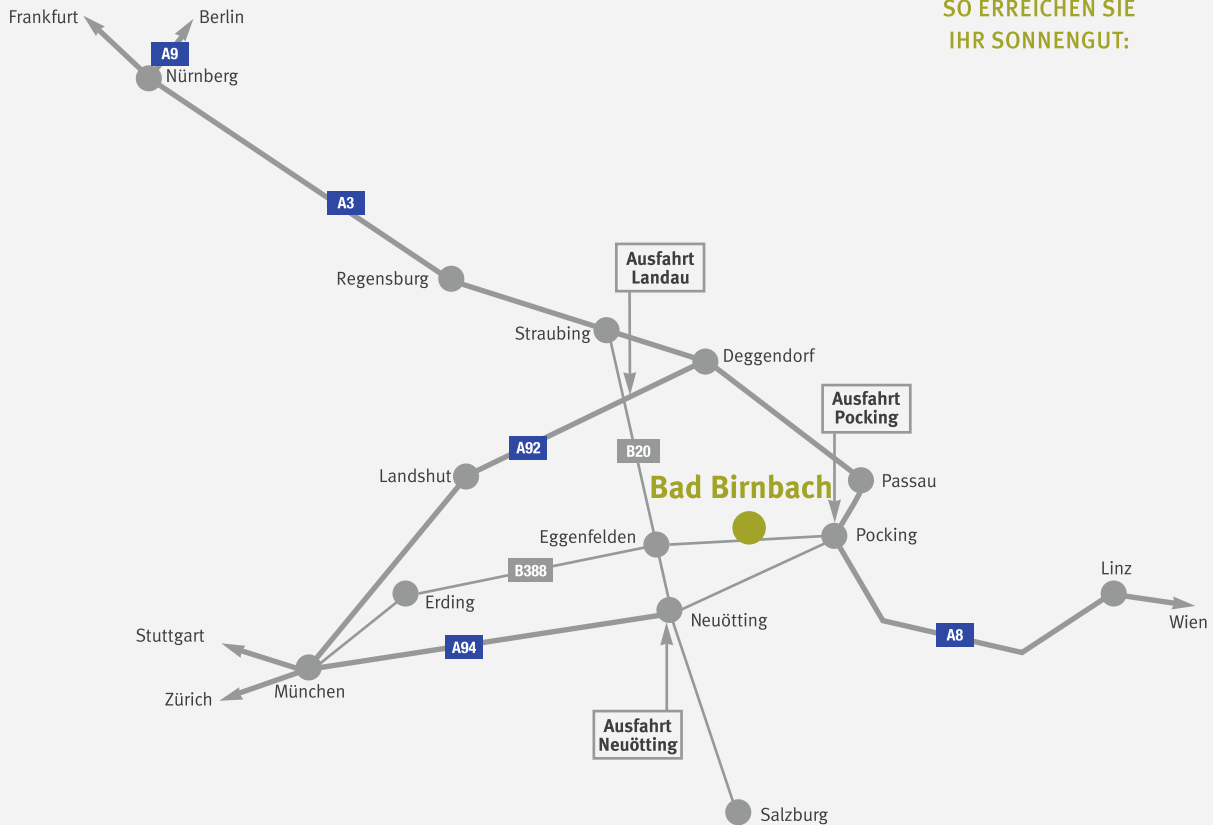 SO ERREICHEN SIE
IHR SONNENGUT:
Frankfurt
Berlin
A9
Nürnberg
A3
Regensburg
Ausfahrt
Landau
Straubing
Deggendorf
Ausfahrt
Pocking
A92
B20
Landshut
Bad Birnbach
Passau
Eggenfelden
Pocking
B388
Linz
Erding
Neuötting
Wien
Stuttgart
A94
A8
Zürich
München
Ausfahrt
Neuötting
Salzburg